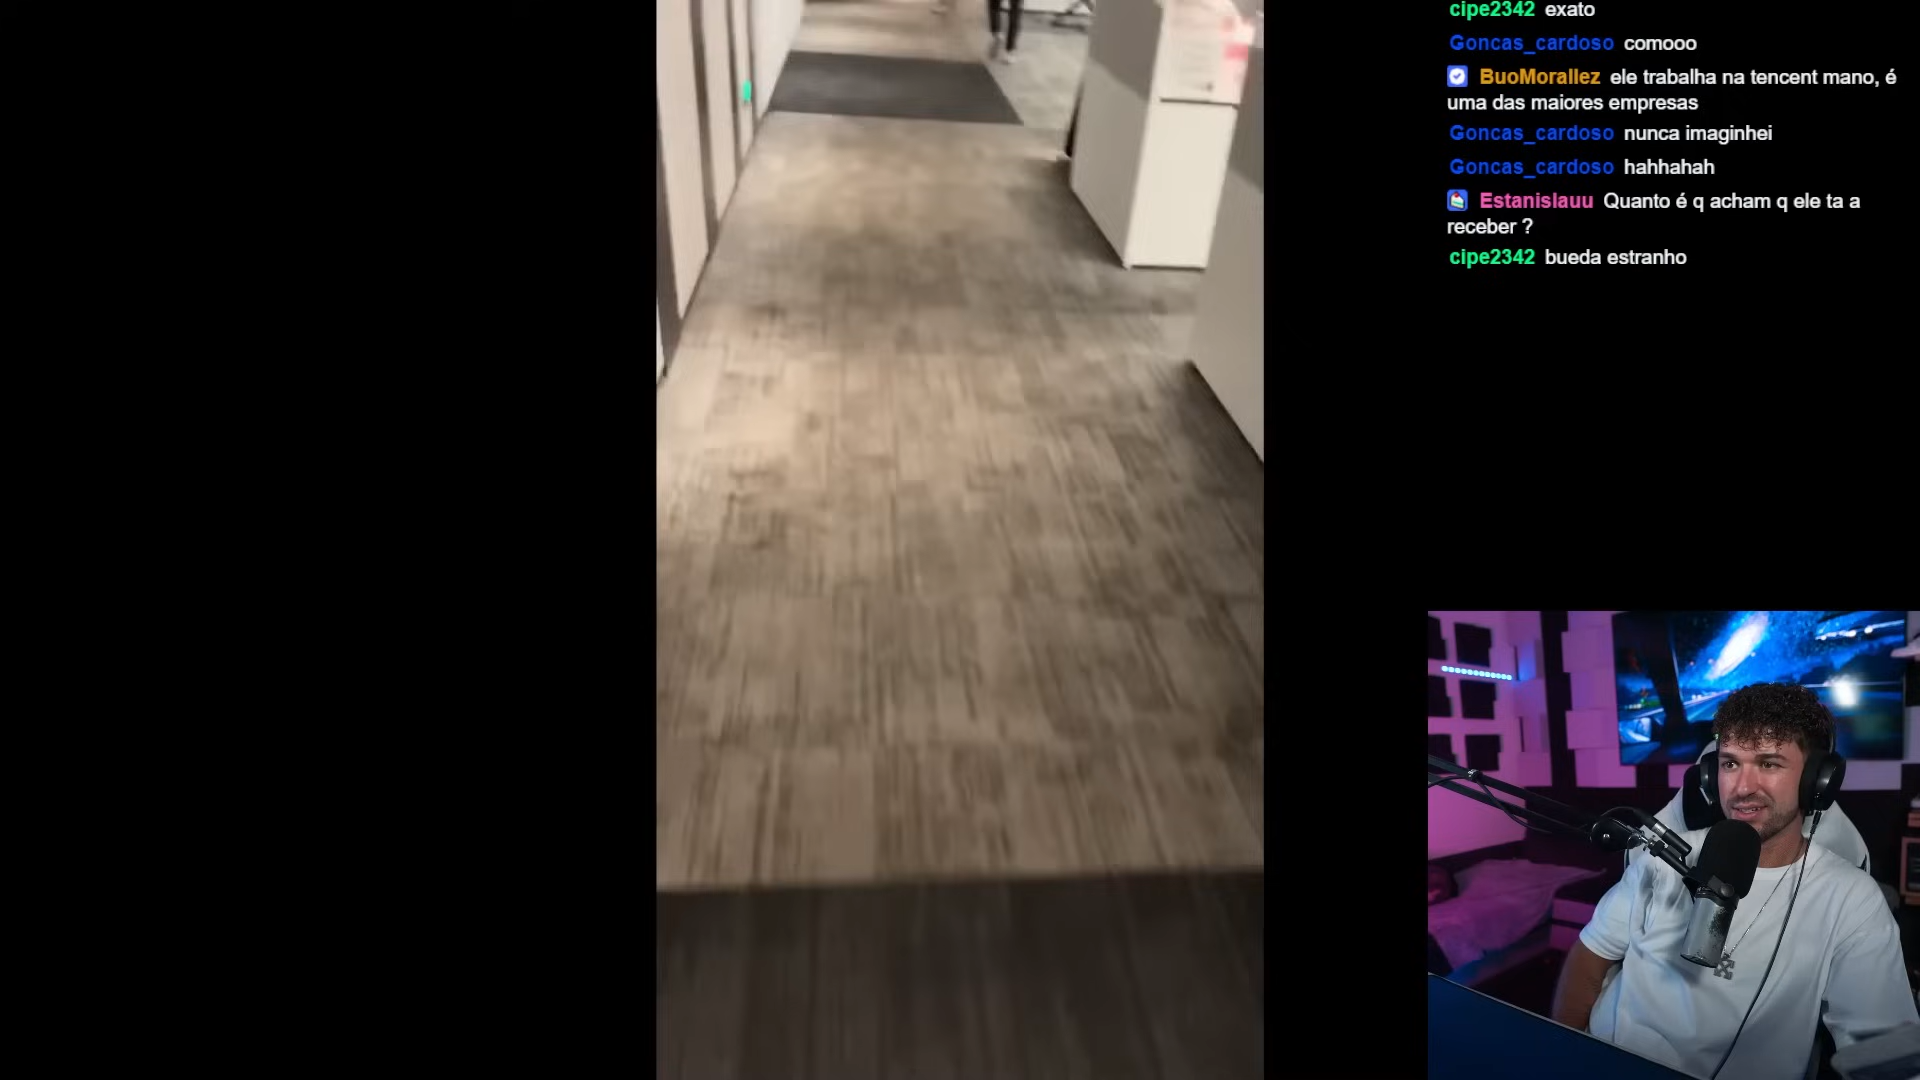 cipe2342 exato
Goncas_cardoso comooo
BuoMorallez ele trabalha na tencent mano, é
uma das maiores empresas
Goncas_cardoso nunca imaginhei
Goncas_cardoso hahhahah
Estanislauu Quanto é q acham q ele ta a
receber ?
cipe2342 bueda estranho